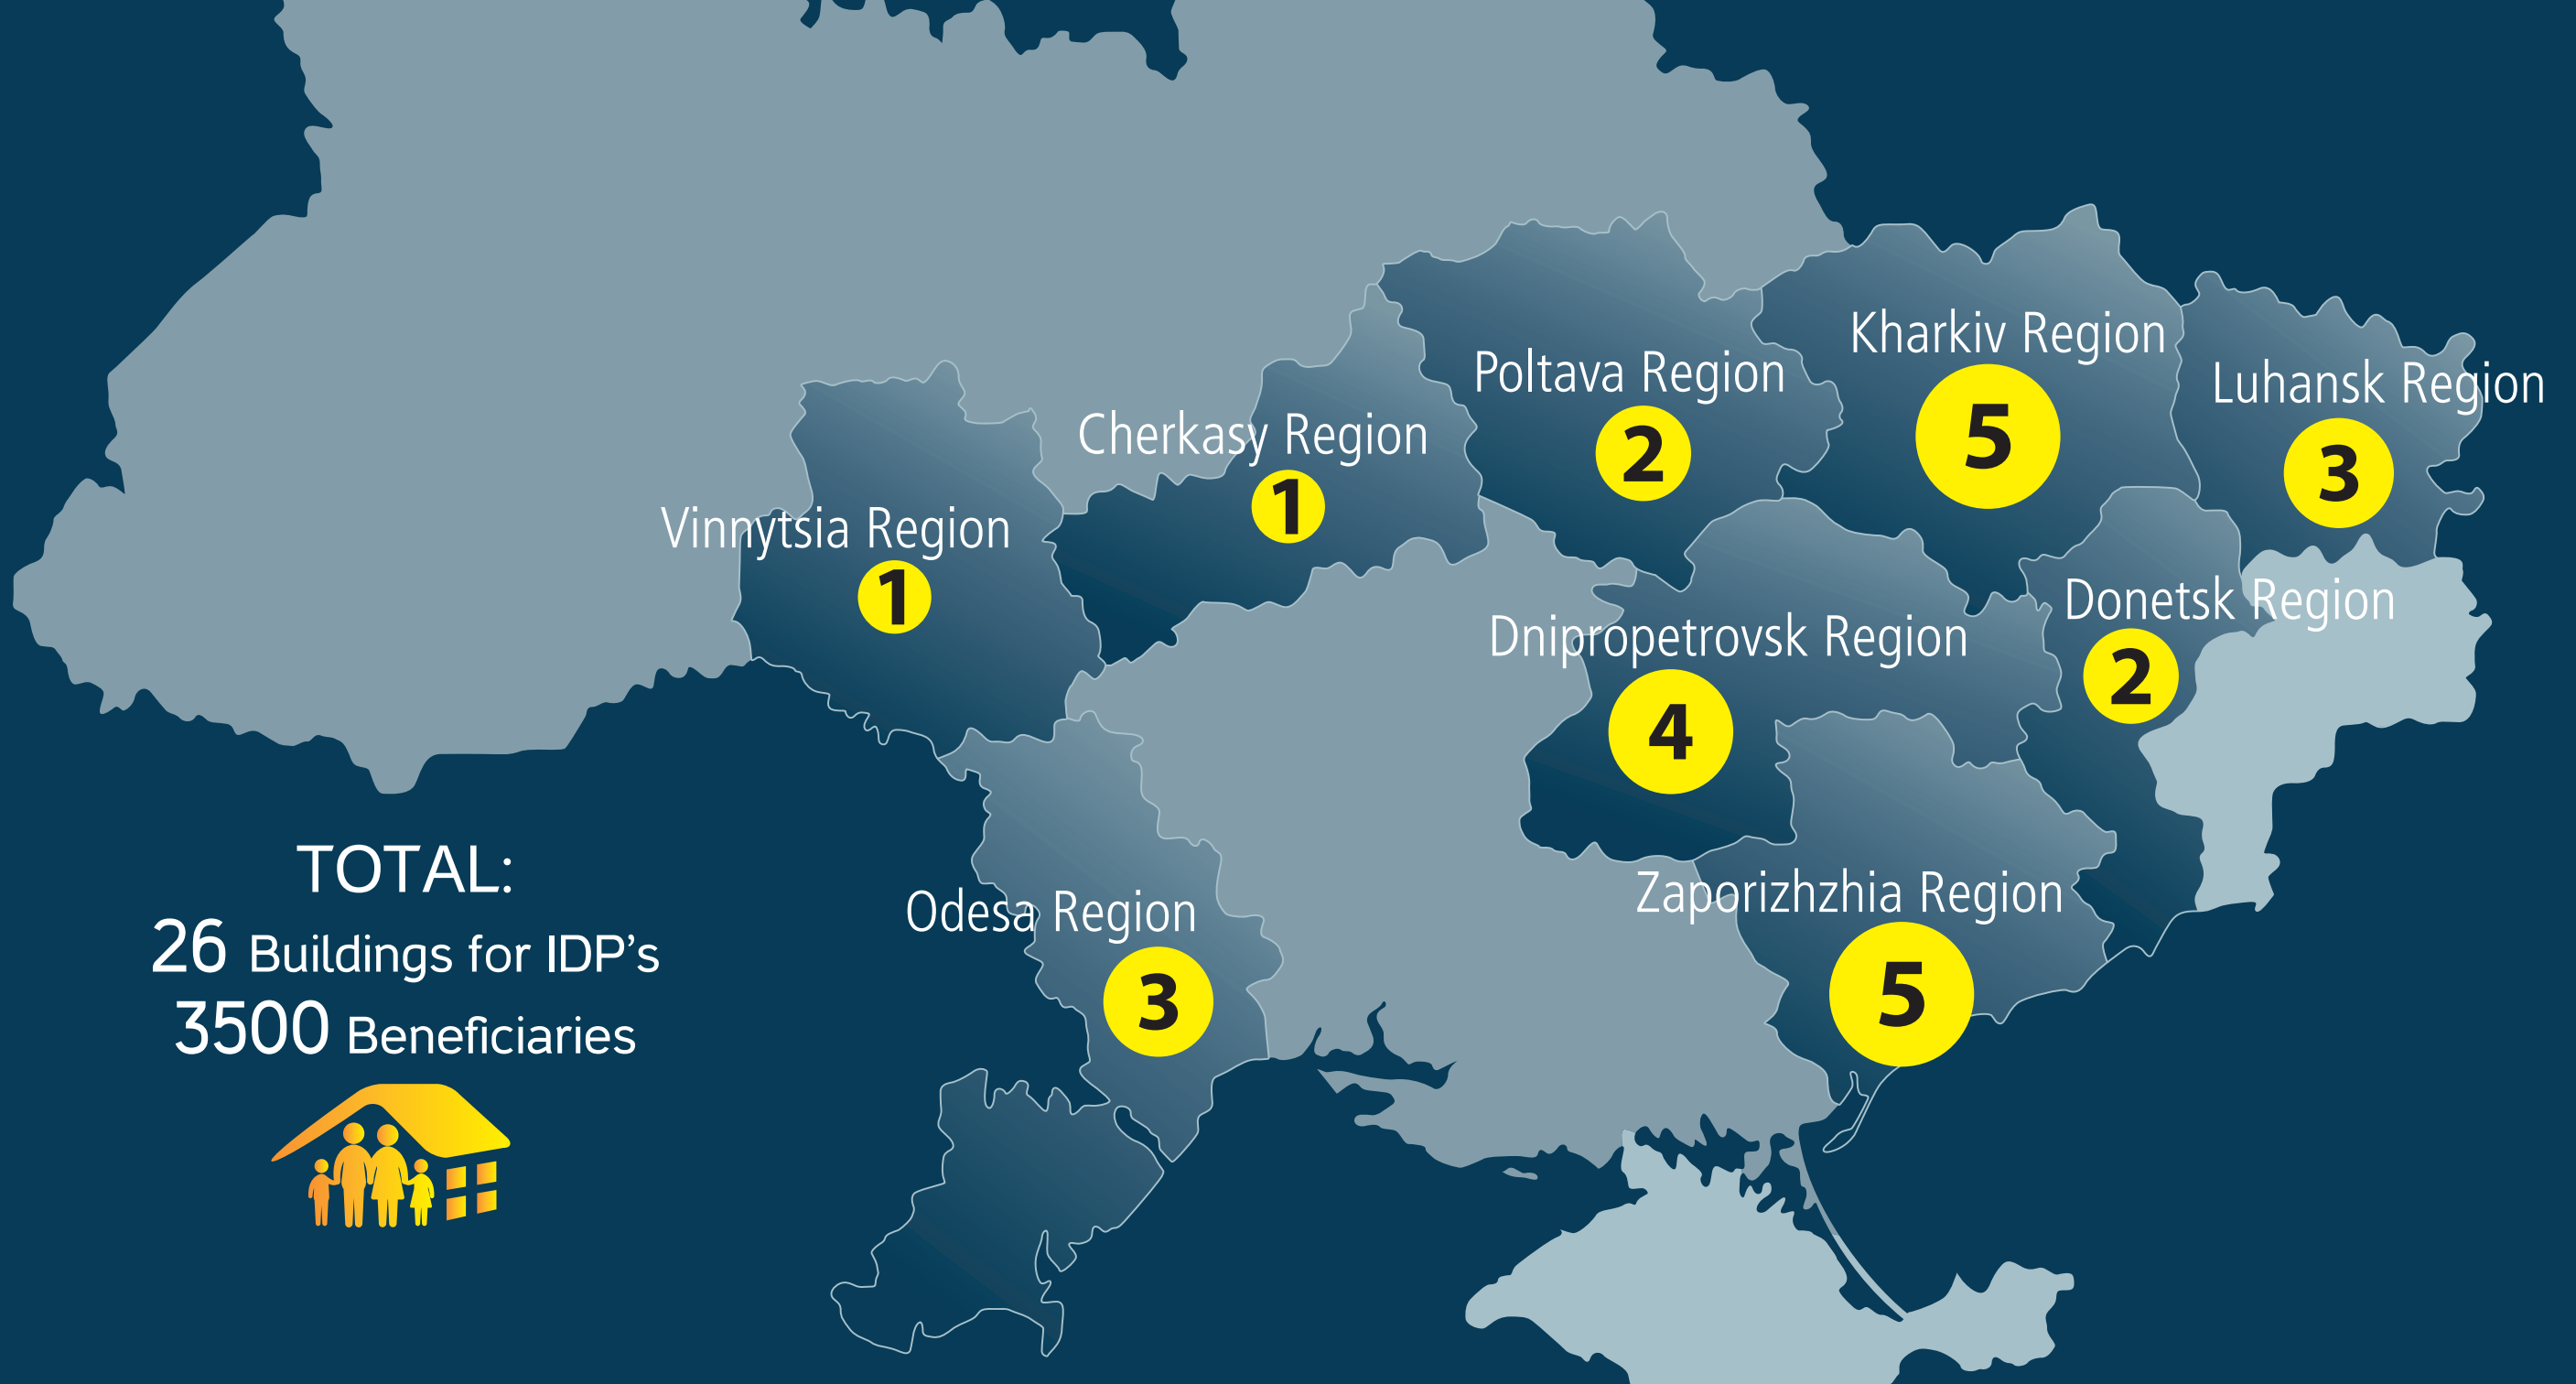 Kharkiv Region
5
Poltava Region
2
Luhansk Region
3
Cherkasy Region
1
Vinnytsia Region
1
Donetsk Region
2
Dnipropetrovsk Region
4
Zaporizhzhia Region
5
Odesa Region
3
TOTAL:
26 Buildings for IDP’s
3500 Beneficiaries